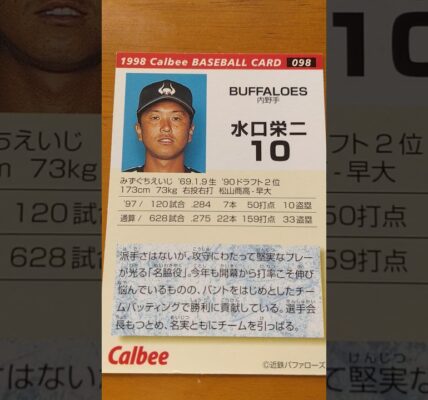 1998 Calbee BASEBALL CARD 098
BUFFALOES
内野手
水口栄二
10
みずぐちえいじ '69.1.9生 '90ドラフト2位
173cm 73kg 右投右打 松山商高-早大
'97/120試合 .284 7本 50打点 10盗塁
通算/628試合 .275 22本 159打点 33盗塁
派手さはないが、攻守にわたって堅実なプレー
が光る「名脇役」。今年も開幕から打率こそ伸び
悩んでいるものの、バントをはじめとしたチー
ムバッティングで勝利に貢献している。選手会
長もつとめ、名実ともにチームを引っぱる。
Calbee
©近鉄バファローズ